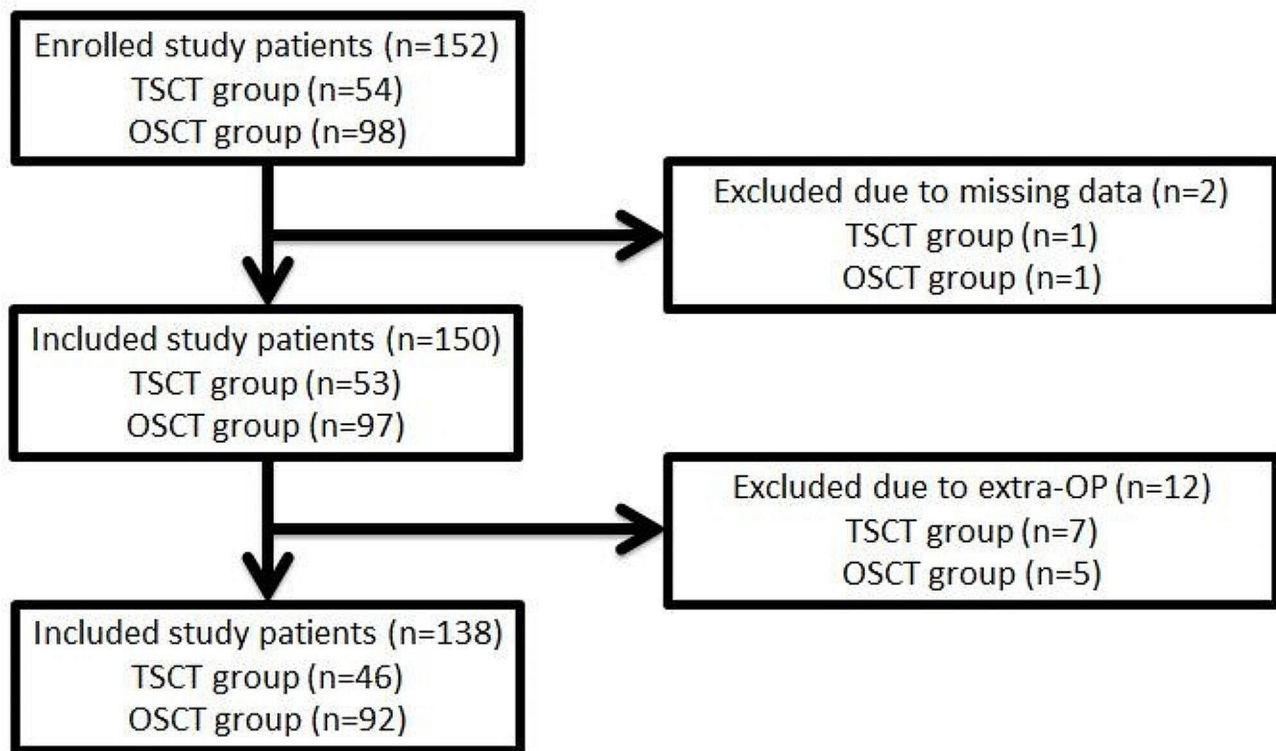 Enrolled study patients (n=152)
TSCT group (n=54)
OSCT group (n=98)
Excluded due to missing data (n=2)
TSCT group (n=1)
OSCT group (n=1)
Included study patients (n=150)
TSCT group (n=53)
OSCT group (n=97)
Excluded due to extra-OP (n=12)
TSCT group (n=7)
OSCT group (n=5)
Included study patients (n=138)
TSCT group (n=46)
OSCT group (n=92)